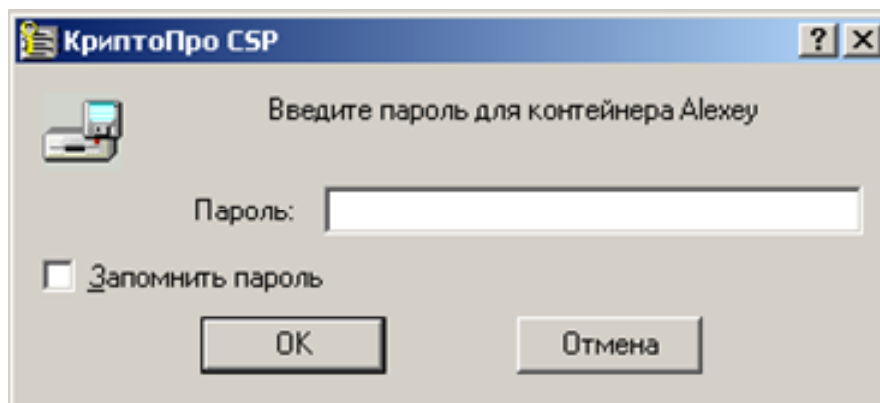 КриптоПро CSP
Введите пароль для контейнера Alexey
Пароль:
Запомнить пароль
OK
Отмена